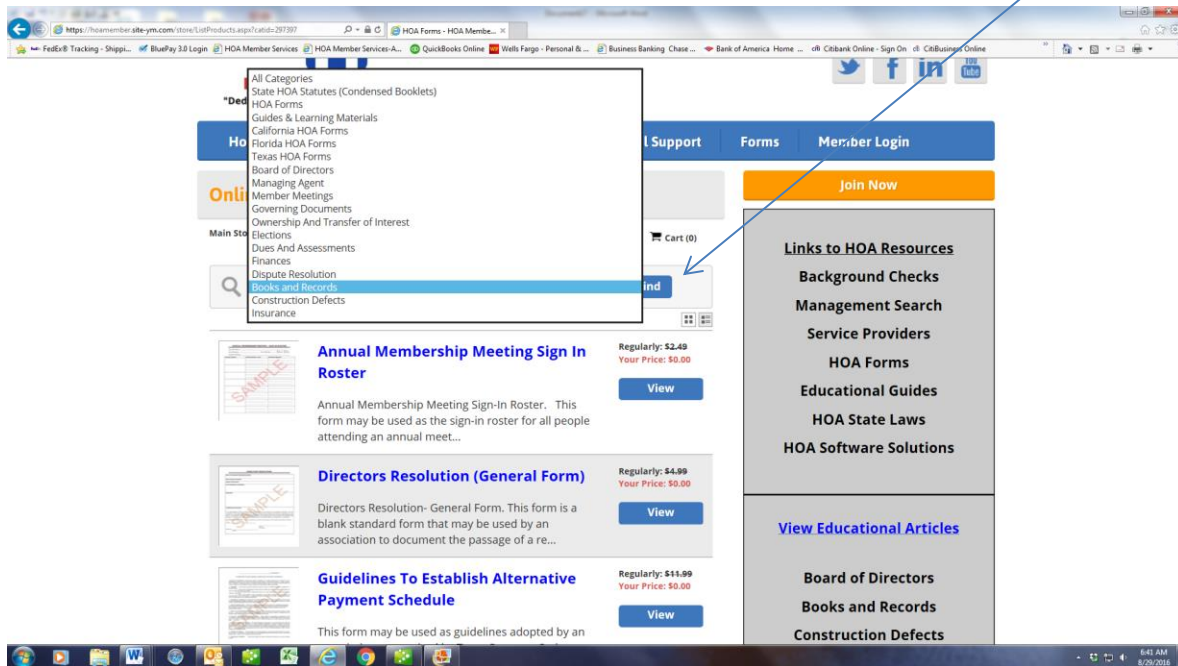 https://hoamember.site-ym.com/store/ListProducts.aspx?catid=297397
HOA Forms - HOA Membe...
FedEx® Tracking - Shippi... BluePay 3.0 Login HOA Member Services HOA Member Services-A... QuickBooks Online Wells Fargo - Personal & ... Business Banking Chase ... Bank of America Home ... Citibank Online - Sign On CitiBusiness Online
You
Tube
"Ded
Ho
l Support Forms Member Login
All Categories
State HOA Statutes (Condensed Booklets)
HOA Forms
Guides & Learning Materials
California HOA Forms
Florida HOA Forms
Texas HOA Forms
Board of Directors
Managing Agent
Member Meetings
Governing Documents
Ownership And Transfer of Interest
Elections
Dues And Assessments
Finances
Dispute Resolution
Books and Records
Construction Defects
Insurance
Onli
Main Sto
Cart (0)
ind
Annual Membership Meeting Sign In
Roster
Annual Membership Meeting Sign-In Roster. This
form may be used as the sign-in roster for all people
attending an annual meet...
Regularly: $2.49
Your Price: $0.00
View
SAMPLE
Directors Resolution (General Form)
Directors Resolution- General Form. This form is a
blank standard form that may be used by an
association to document the passage of a re...
Regularly: $4.99
Your Price: $0.00
View
SAMPLE
Guidelines To Establish Alternative
Payment Schedule
This form may be used as guidelines adopted by an
Regularly: $11.99
Your Price: $0.00
View
SAMPLE
Join Now
Links to HOA Resources
Background Checks
Management Search
Service Providers
HOA Forms
Educational Guides
HOA State Laws
HOA Software Solutions
View Educational Articles
Board of Directors
Books and Records
Construction Defects
6:41 AM
8/29/2016